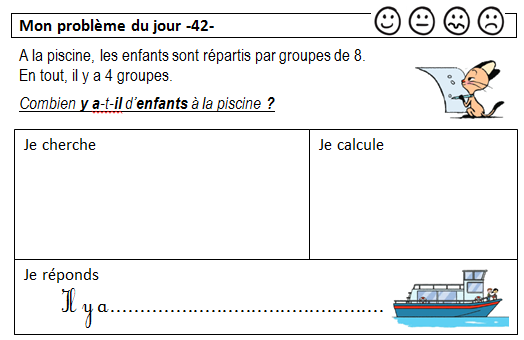 Mon problème du jour -42-
A la piscine, les enfants sont répartis par groupes de 8.
En tout, il y a 4 groupes.
Combien y a-t-il d'enfants à la piscine ?
Je cherche
Je calcule
Je réponds
Il y a..............................................